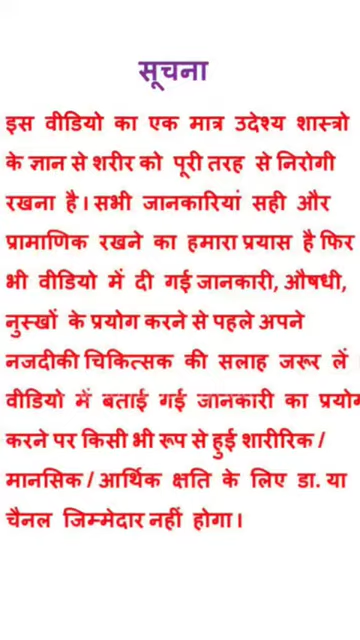 सूचना
इस वीडियो का एक मात्र उदेश्य शास्त्रो
के ज्ञान से शरीर को पूरी तरह से निरोगी
रखना है। सभी जानकारियां सही और
प्रामाणिक रखने का हमारा प्रयास है फिर
भी वीडियो में दी गई जानकारी, औषधी,
नुस्खों के प्रयोग करने से पहले अपने
नजदीकी चिकित्सक की सलाह जरूर लें ।
वीडियो में बताई गई जानकारी का प्रयोग
करने पर किसी भी रूप से हुई शारीरिक /
मानसिक / आर्थिक क्षति के लिए डा. या
चैनल जिम्मेदार नहीं होगा।